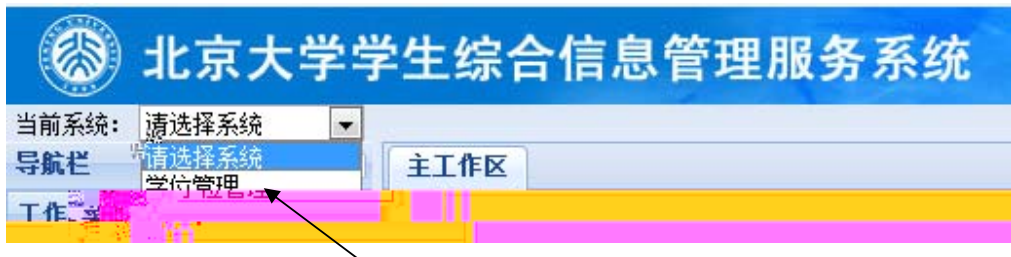 北京大学学生综合信息管理服务系统
当前系统： 请选择系统
导航栏 请选择系统 主工作区
学位管理
工作